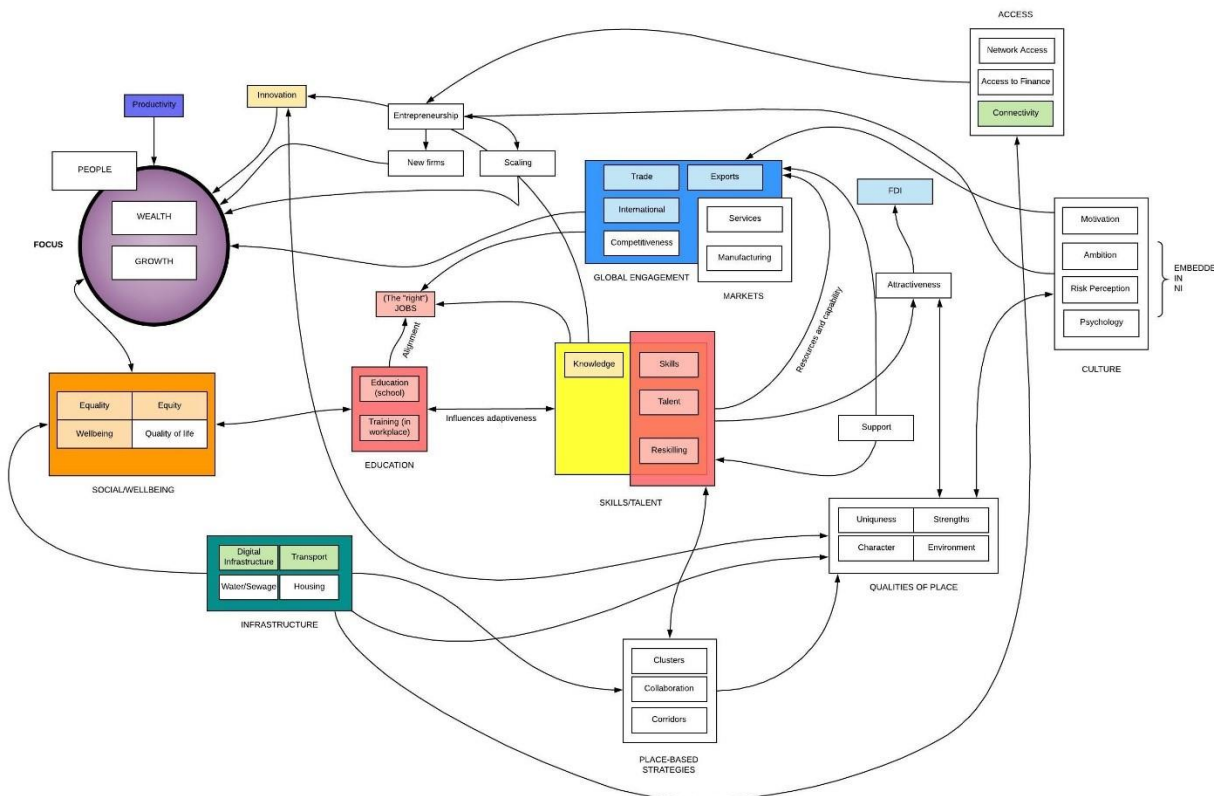 ACCESS
Network Access
Access to Finance
Connectivity
Productivity
Innovation
Entrepreneurship
New firms
Scaling
PEOPLE
WEALTH
GROWTH
FOCUS
Trade
Exports
International
Competitiveness
Services
Manufacturing
GLOBAL ENGAGEMENT
MARKETS
FDI
Attractiveness
Motivation
Ambition
Risk Perception
Psychology
CULTURE
EMBEDDE
IN
NI
(The "right")
JOBS
Alignment
Resources and capability
Knowledge
Skills
Talent
Reskilling
SKILLS/TALENT
Education
(school)
Training (in
workplace)
EDUCATION
Influences adaptiveness
Support
Equality
Equity
Wellbeing
Quality of life
SOCIAL/WELLBEING
Digital
Infrastructure
Transport
Water/Sewage
Housing
INFRASTRUCTURE
Uniquness
Strengths
Character
Environment
QUALITIES OF PLACE
Clusters
Collaboration
Corridors
PLACE-BASED
STRATEGIES